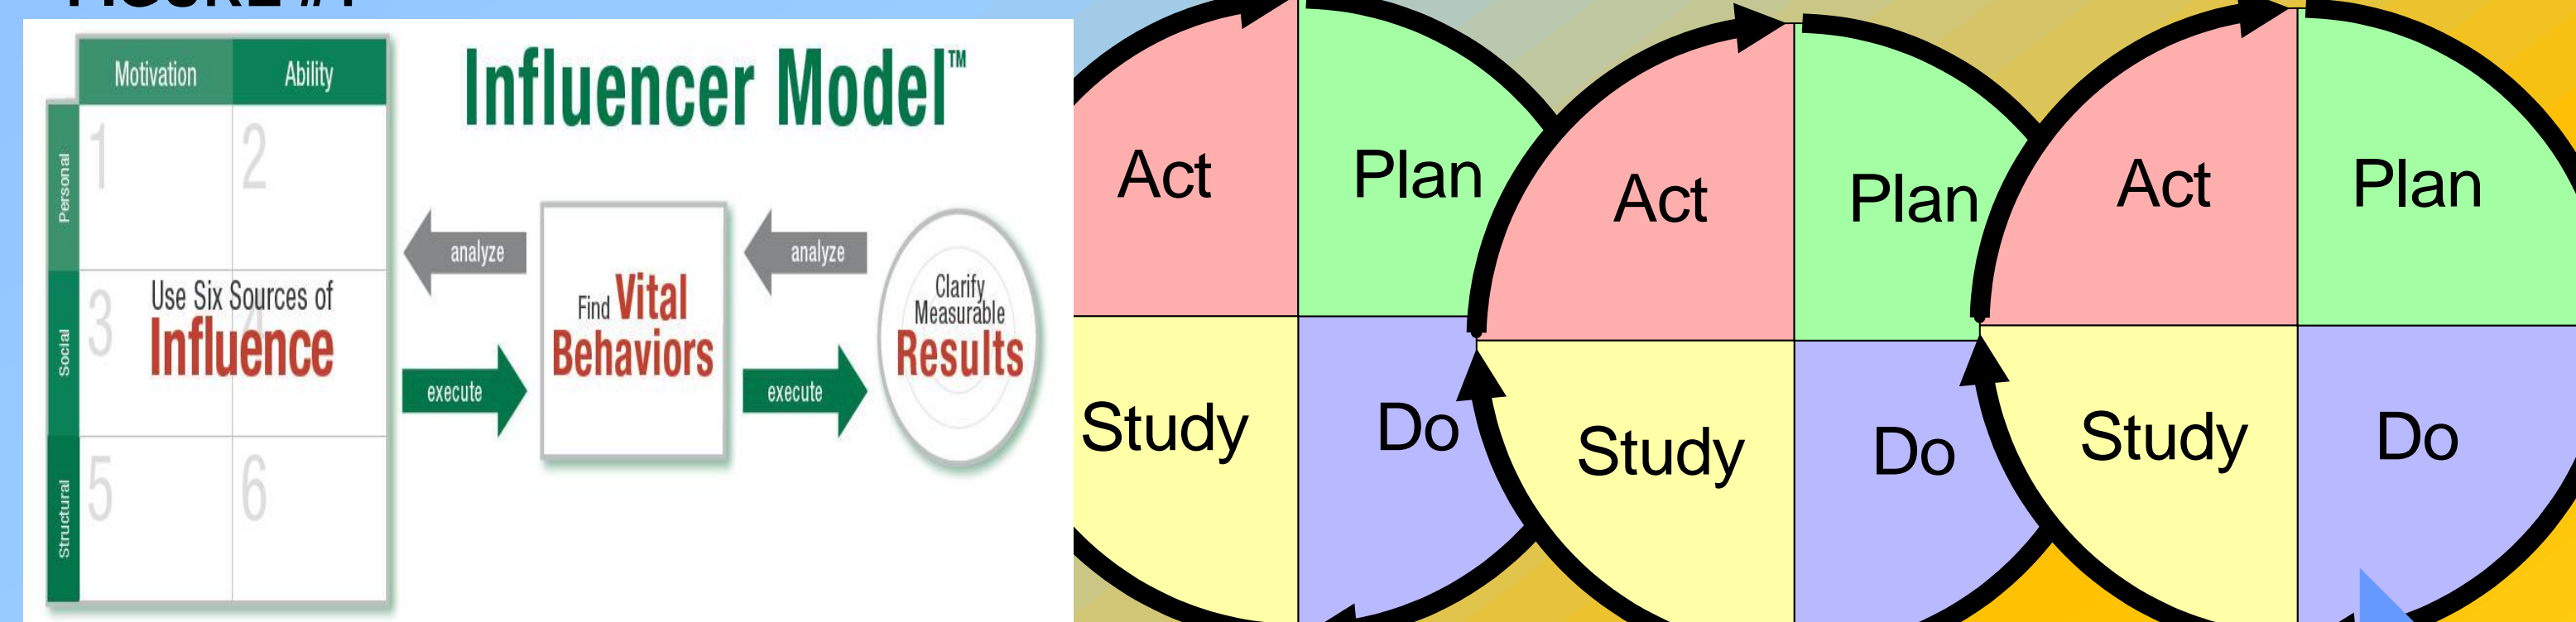 Influencer Model™
Motivation
Ability
Personal
1
2
Social
3
4
Use Six Sources of
Influence
Structural
5
6
analyze
execute
Find Vital
Behaviors
analyze
execute
Clarify
Measurable
Results
Act
Plan
Study
Do
Act
Plan
Study
Do
Act
Plan
Study
Do